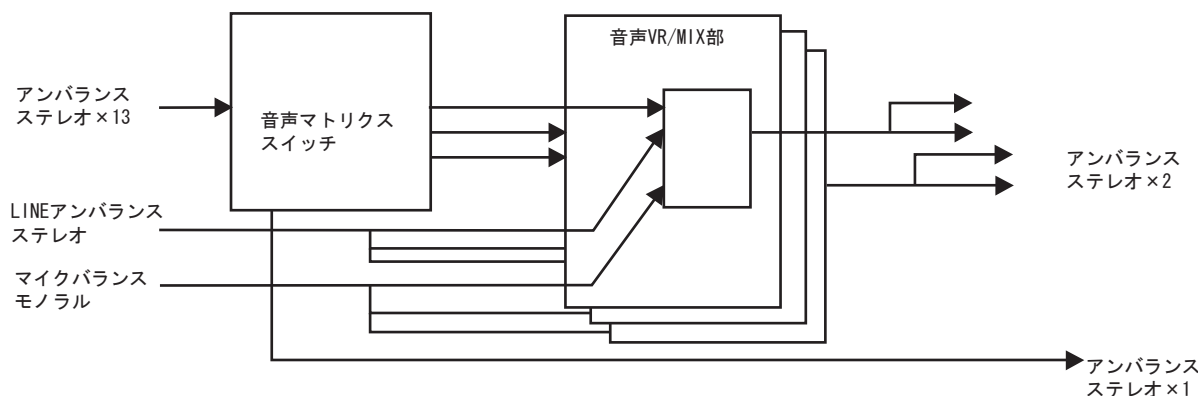 音声VR/MIX部
アンバランス
ステレオ×13
音声マトリクス
スイッチ
アンバランス
ステレオ×2
LINEアンバランス
ステレオ
マイクバランス
モノラル
アンバランス
ステレオ×1